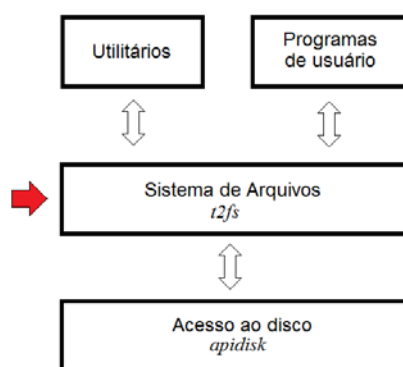 Utilitários
Programas
de usuário
Sistema de Arquivos
t2fs
Acesso ao disco
apidisk